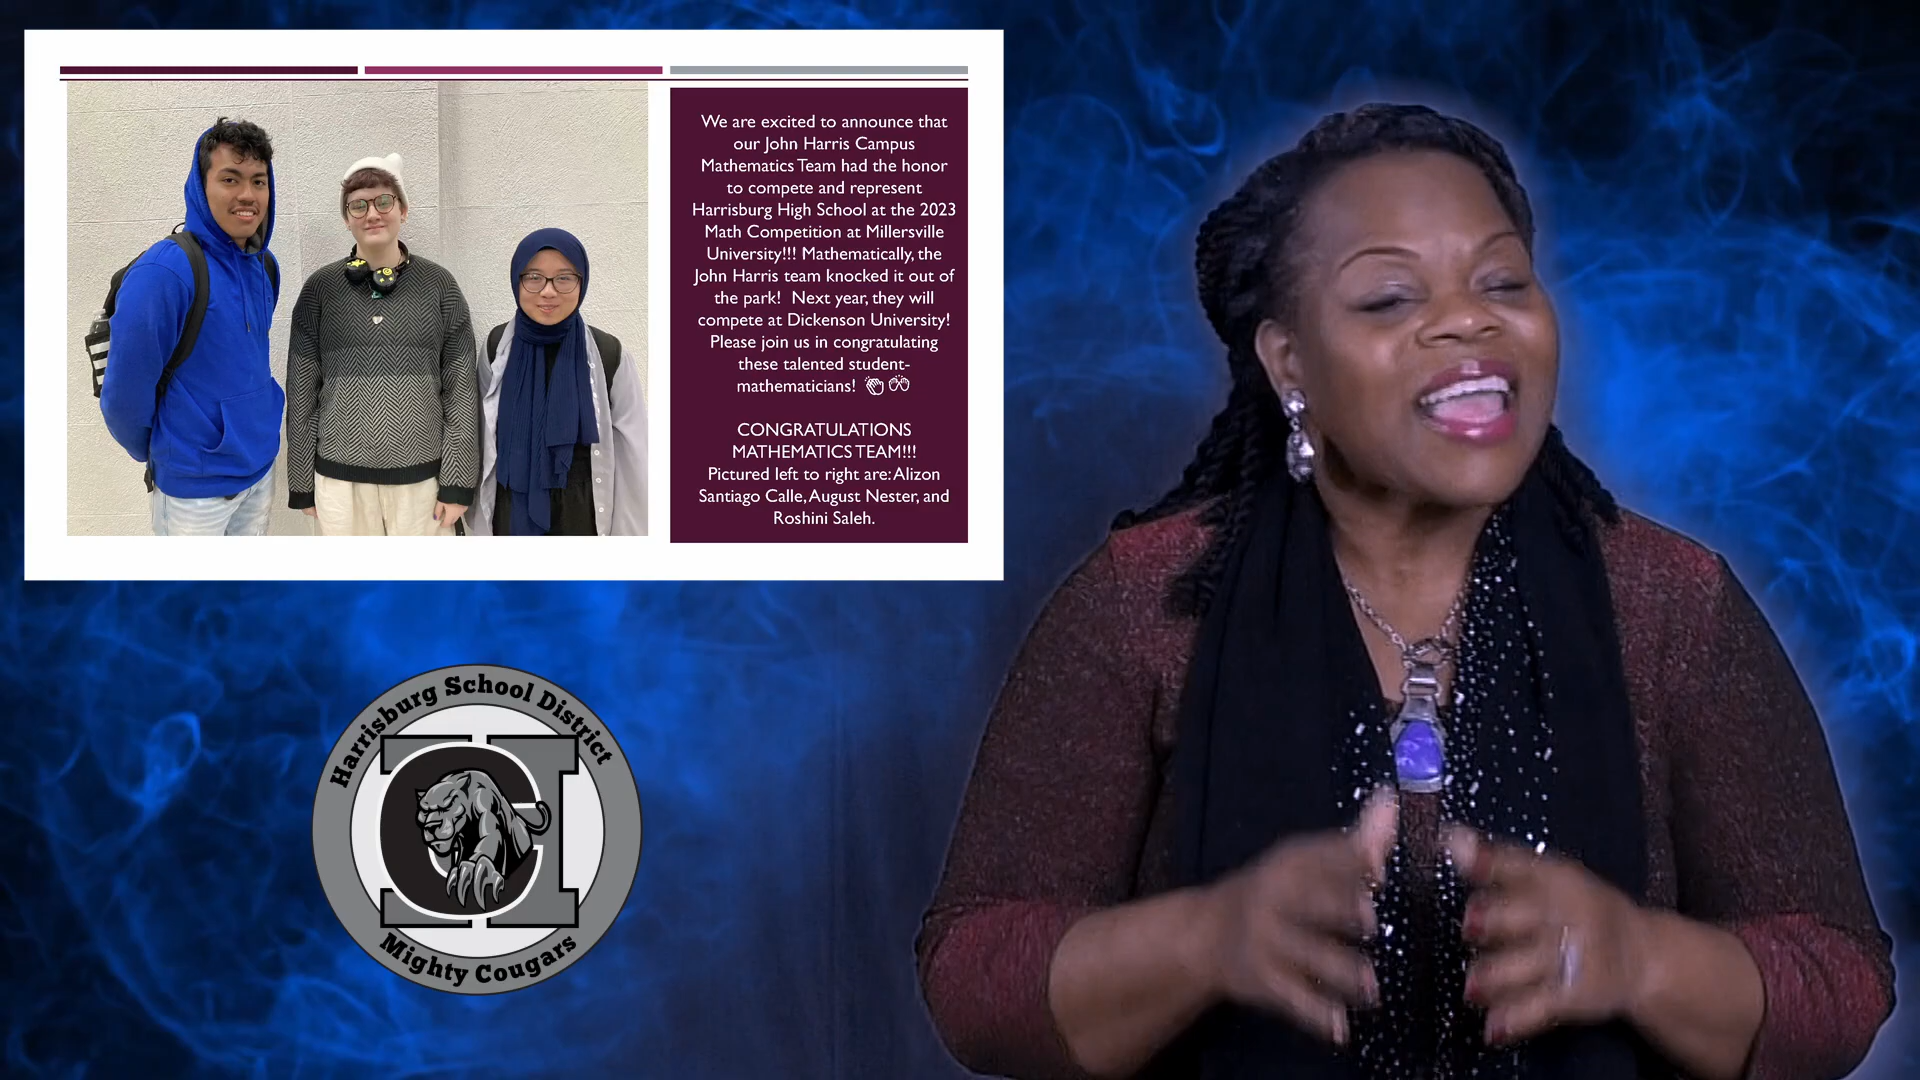 We are excited to announce that
our John Harris Campus
Mathematics Team had the honor
to compete and represent
Harrisburg High School at the 2023
Math Competition at Millersville
University!!! Mathematically, the
John Harris team knocked it out of
the park! Next year, they will
compete at Dickenson University!
Please join us in congratulating
these talented student-
mathematicians! 👏🙌
CONGRATULATIONS
MATHEMATICS TEAM!!!
Pictured left to right are: Alizon
Santiago Calle, August Nester, and
Roshini Saleh.
Harrisburg School District
H
C
Mighty Cougars